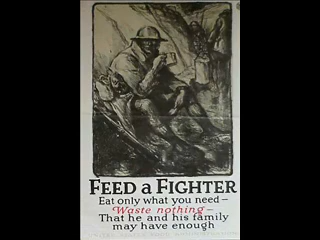 FEED a FIGHTER
Eat only what you need—
Waste nothing—
That he and his family
may have enough